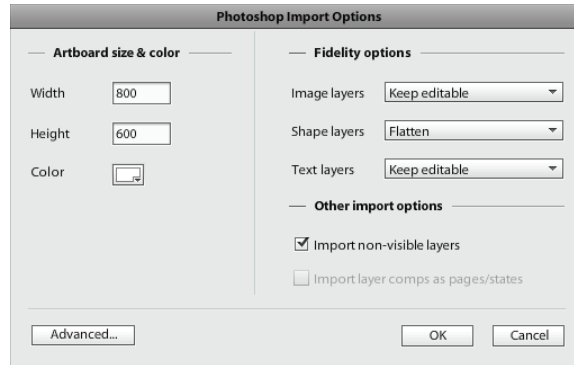 Photoshop Import Options
Artboard size & color
Width 800
Height 600
Color
Fidelity options
Image layers Keep editable
Shape layers Flatten
Text layers Keep editable
Other import options
Import non-visible layers
Import layer comps as pages/states
Advanced...
OK
Cancel